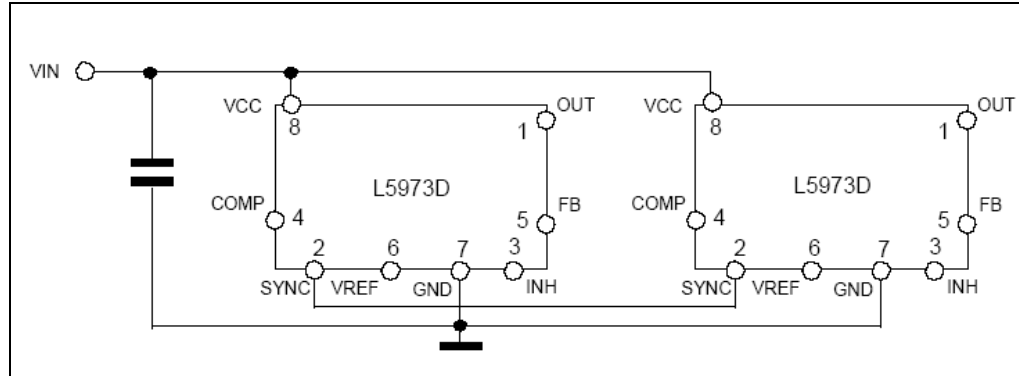 VIN
VCC
8
OUT
1
L5973D
COMP
4
FB
5
2
6
7
3
SYNC
VREF
GND
INH
VCC
8
OUT
1
L5973D
COMP
4
FB
5
2
6
7
3
SYNC
VREF
GND
INH